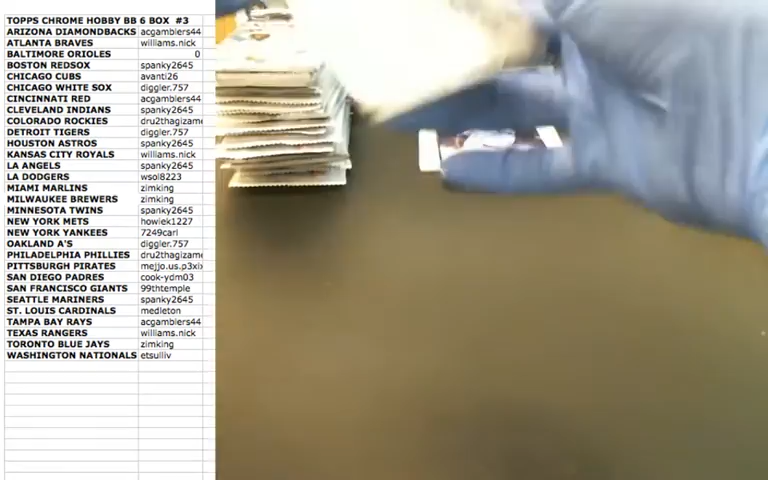 TOPPS CHROME HOBBY BB 6 BOX #3
ARIZONA DIAMONDBACKS acgamblers44
ATLANTA BRAVES williams.nick
BALTIMORE ORIOLES 0
BOSTON REDSOX spanky2645
CHICAGO CUBS avanti26
CHICAGO WHITE SOX diggler.757
CINCINNATI RED acgamblers44
CLEVELAND INDIANS spanky2645
COLORADO ROCKIES dru2thagizame
DETROIT TIGERS diggler.757
HOUSTON ASTROS spanky2645
KANSAS CITY ROYALS williams.nick
LA ANGELS spanky2645
LA DODGERS wsol8223
MIAMI MARLINS zimking
MILWAUKEE BREWERS zimking
MINNESOTA TWINS spanky2645
NEW YORK METS howiek1227
NEW YORK YANKEES 7249carl
OAKLAND A'S diggler.757
PHILADELPHIA PHILLIES dru2thagizame
PITTSBURGH PIRATES mejjo.us.p3xix
SAN DIEGO PADRES cook-ydm03
SAN FRANCISCO GIANTS 99thtemple
SEATTLE MARINERS spanky2645
ST. LOUIS CARDINALS medleton
TAMPA BAY RAYS acgamblers44
TEXAS RANGERS williams.nick
TORONTO BLUE JAYS zimking
WASHINGTON NATIONALS etsulliv